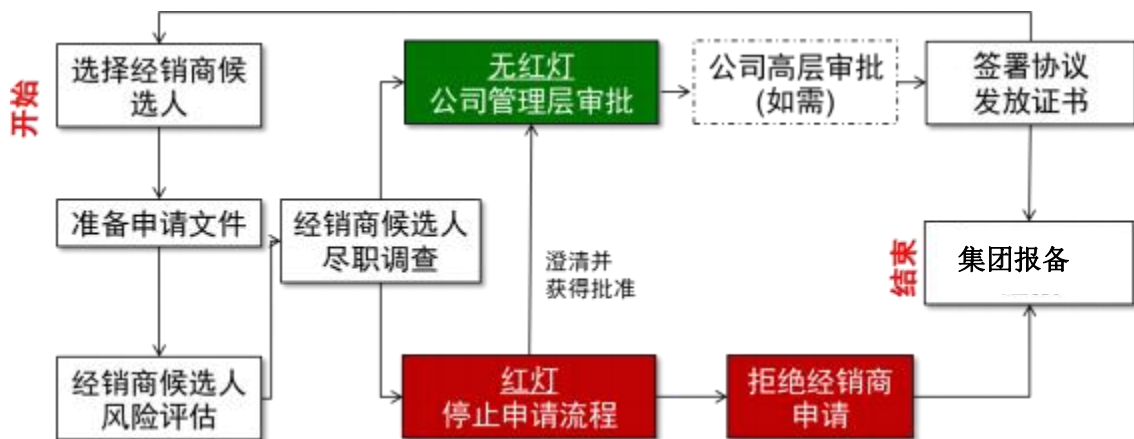 开始
选择经销商候
选人
准备申请文件
经销商候选人
风险评估
经销商候选人
尽职调查
无红灯
公司管理层审批
澄清并
获得批准
红灯
停止申请流程
公司高层审批
(如需)
拒绝经销商
申请
签署协议
发放证书
结束
集团报备